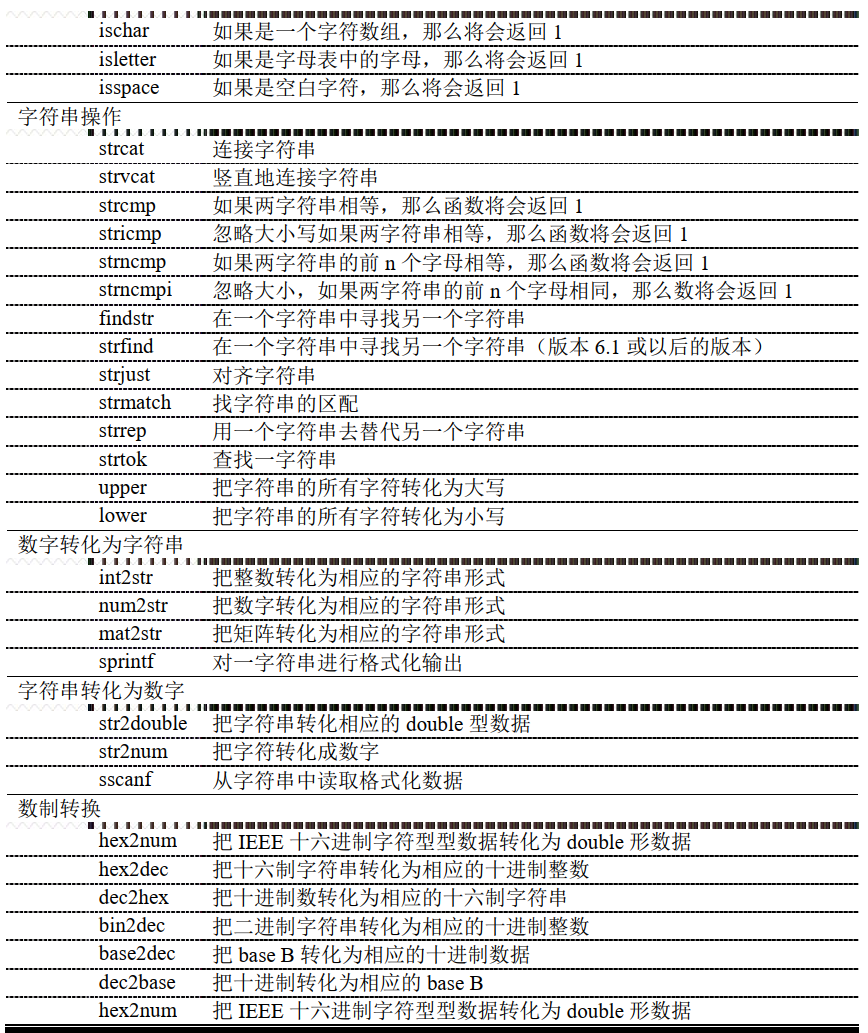 ischar 如果是一个字符数组，那么将会返回 1
isletter 如果是字母表中的字母，那么将会返回 1
isspace 如果是空白字符，那么将会返回 1
字符串操作
strcat 连接字符串
strvcat 竖直地连接字符串
strcmp 如果两字符串相等，那么函数将会返回 1
stricmp 忽略大小写如果两字符串相等，那么函数将会返回 1
strncmp 如果两字符串的前 n 个字母相等，那么函数将会返回 1
strncmpi 忽略大小，如果两字符串的前 n 个字母相同，那么数将会返回 1
findstr 在一个字符串中寻找另一个字符串
strfind 在一个字符串中寻找另一个字符串（版本 6.1 或以后的版本）
strjust 对齐字符串
strmatch 找字符串的区配
strrep 用一个字符串去替代另一个字符串
strtok 查找一字符串
upper 把字符串的所有字符转化为大写
lower 把字符串的所有字符转化为小写
数字转化为字符串
int2str 把整数转化为相应的字符串形式
num2str 把数字转化为相应的字符串形式
mat2str 把矩阵转化为相应的字符串形式
sprintf 对一字符串进行格式化输出
字符串转化为数字
str2double 把字符串转化相应的 double 型数据
str2num 把字符转化成数字
sscanf 从字符串中读取格式化数据
数制转换
hex2num 把 IEEE 十六进制字符型型数据转化为 double 形数据
hex2dec 把十六制字符串转化为相应的十进制整数
dec2hex 把十进制数转化为相应的十六制字符串
bin2dec 把二进制字符串转化为相应的十进制整数
base2dec 把 base B 转化为相应的十进制数据
dec2base 把十进制转化为相应的 base B
hex2num 把 IEEE 十六进制字符型型数据转化为 double 形数据